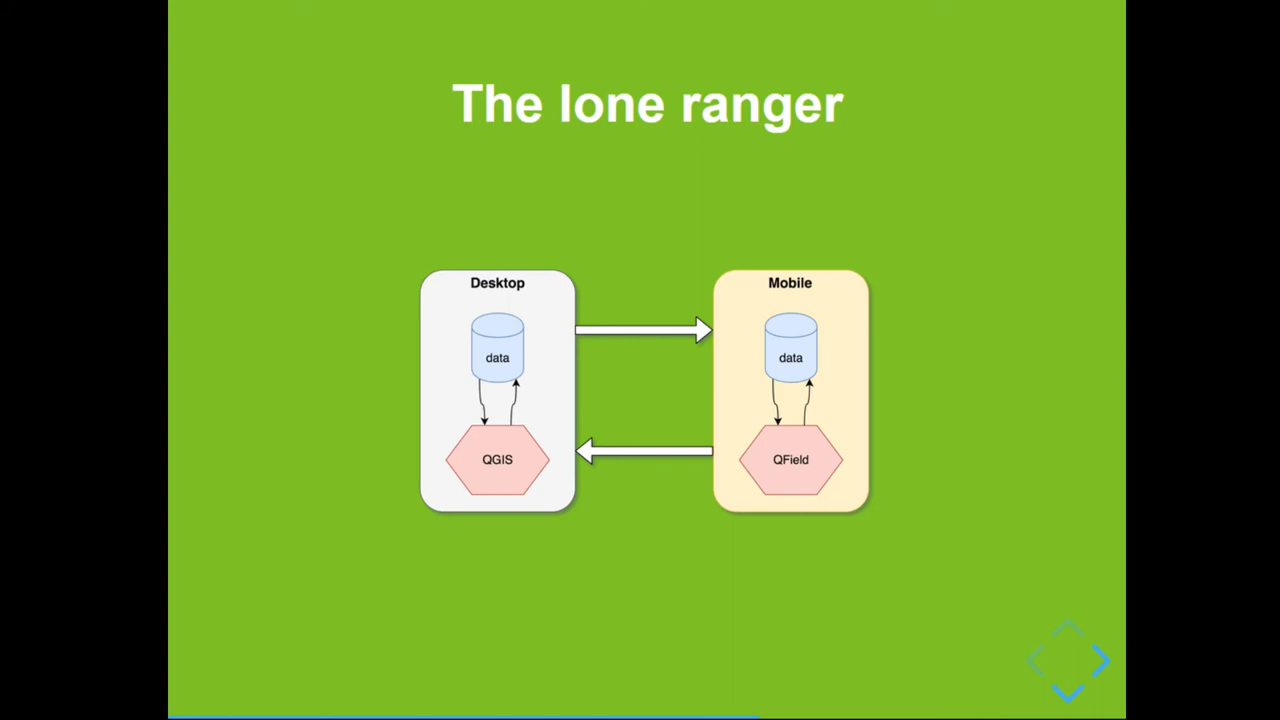 The lone ranger
Desktop
Mobile
data
data
QGIS
QField